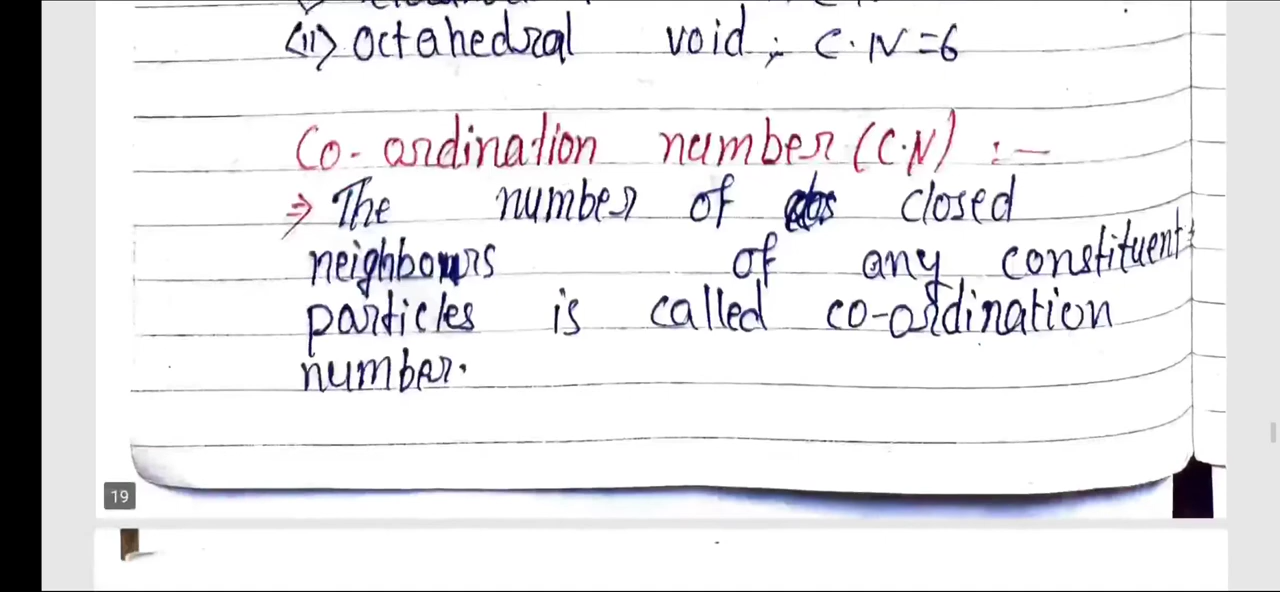 (ii) octahedral void ; C.N=6
Co-ordination number (C.N) :-
⇒ The number of closed
neighbours of any constituent
particles is called co-ordination
number.
19